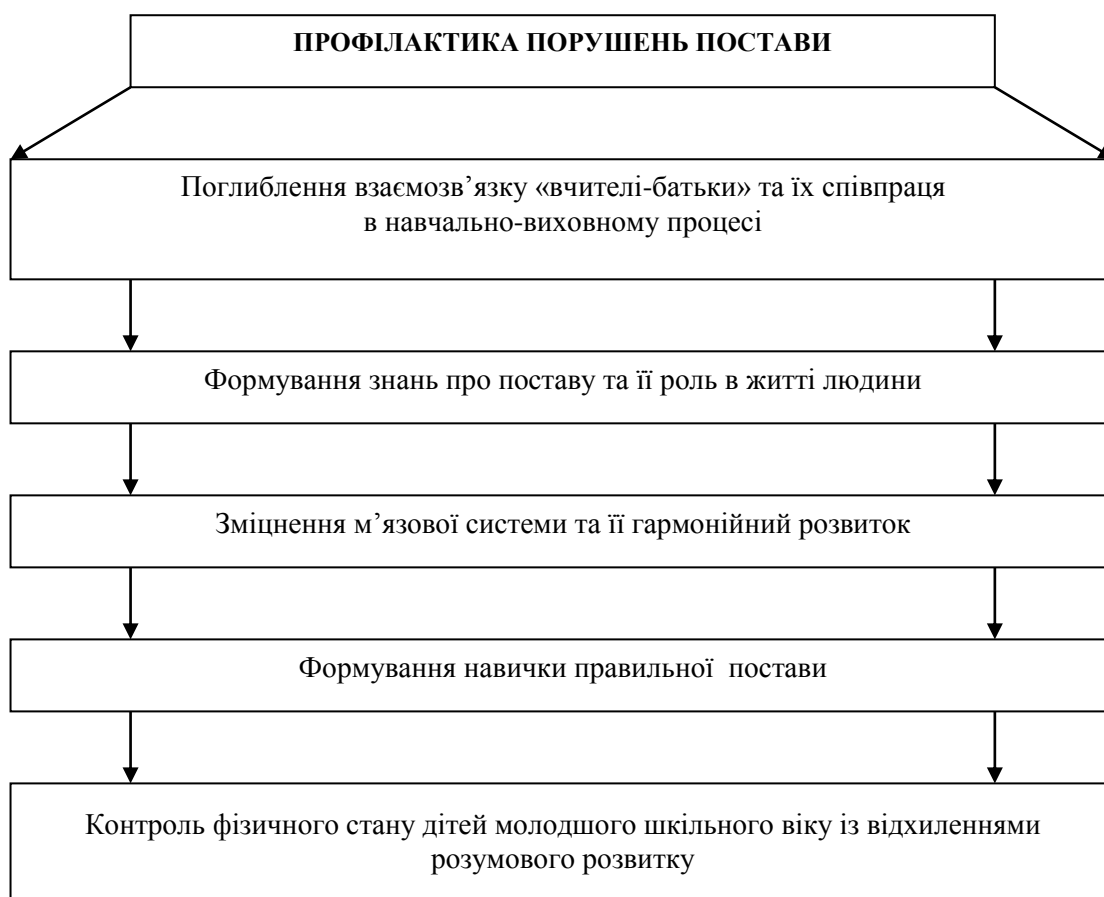 ПРОФІЛАКТИКА ПОРУШЕНЬ ПОСТАВИ
Поглиблення взаємозв’язку «вчителі-батьки» та їх співпраця
в навчально-виховному процесі
Формування знань про поставу та її роль в житті людини
Зміцнення м’язової системи та її гармонійний розвиток
Формування навички правильної постави
Контроль фізичного стану дітей молодшого шкільного віку із відхиленнями
розумового розвитку